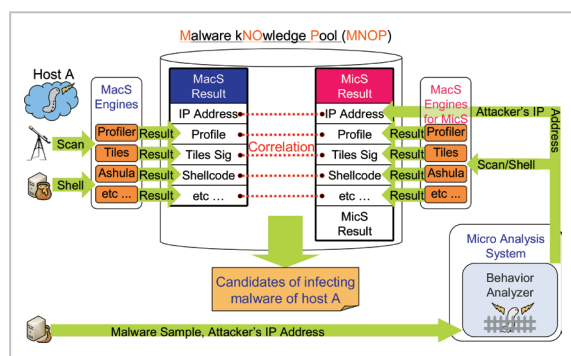 Malware kNOwledge Pool (MNOP)
Host A
MacS
Engines
MacS
Result
MicS
Result
MacS
Engines
for MicS
Attacker's IP
Address
IP Address
IP Address
Profiler
Result
Profile
Profile
Result
Profiler
Scan
Correlation
Tiles
Result
Tiles Sig
Tiles Sig
Result
Tiles
Scan/Shell
Ashula
Result
Shellcode
Shellcode
Result
Ashula
Shell
etc ...
Result
etc ...
etc ...
Result
etc ...
MicS
Result
Micro Analysis
System
Behavior
Analyzer
Candidates of infecting
malware of host A
Malware Sample, Attacker's IP Address